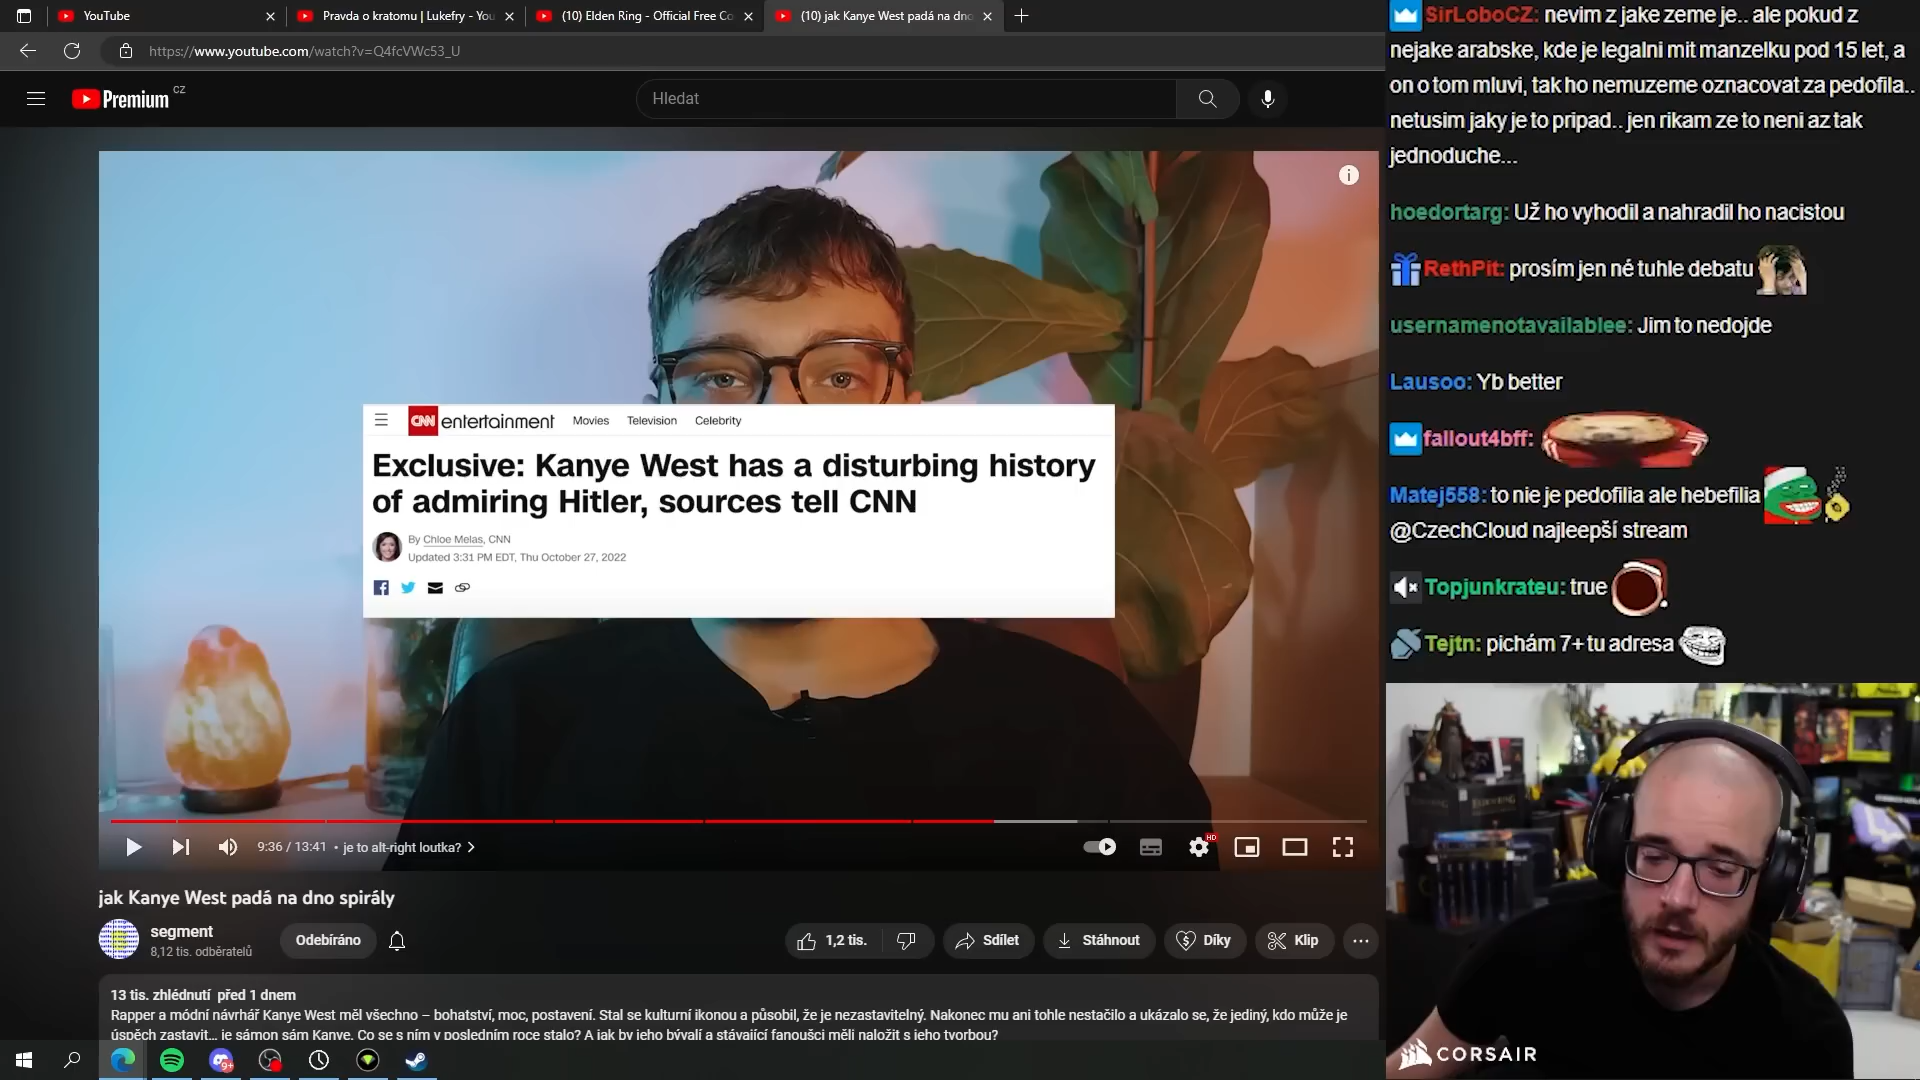 YouTube
Pravda o kratomu | Lukefry - You
(10) Elden Ring - Official Free Co
(10) jak Kanye West padá na dno
https://www.youtube.com/watch?v=Q4fcVWc53_U
Premium CZ
Hledat
CNN entertainment Movies Television Celebrity
Exclusive: Kanye West has a disturbing history
of admiring Hitler, sources tell CNN
By Chloe Melas, CNN
Updated 3:31 PM EDT, Thu October 27, 2022
9:36 / 13:41 • je to alt-right loutka?
HD
jak Kanye West padá na dno spirály
segment
8,12 tis. odběratelů
Odebíráno
1,2 tis.
Sdílet
Stáhnout
Díky
Klip
13 tis. zhlédnutí před 1 dnem
Rapper a módní návrhář Kanye West měl všechno – bohatství, moc, postavení. Stal se kulturní ikonou a působil, že je nezastavitelný. Nakonec mu ani tohle nestačilo a ukázalo se, že jediný, kdo může je
úspěch zastavit... je sámon sám Kanye. Co se s ním v posledním roce stalo? A jak by jeho bývalí a stávající fanoušci měli naložit s jeho tvorbou?
9+
SirLoboCZ: nevim z jake zeme je.. ale pokud z
nejake arabske, kde je legalni mit manzelku pod 15 let, a
on o tom mluvi, tak ho nemuzeme oznacovat za pedofila..
netusim jaky je to pripad.. jen rikam ze to neni az tak
jednoduche...
hoedortarg: Už ho vyhodil a nahradil ho nacistou
RethPit: prosím jen né tuhle debatu
usernamenotavailablee: Jim to nedojde
Lausoo: Yb better
fallout4bff:
Matej558: to nie je pedofilia ale hebefilia
@CzechCloud najleepší stream
Topjunkrateu: true
Tejtn: pichám 7+ tu adresa
CORSAIR